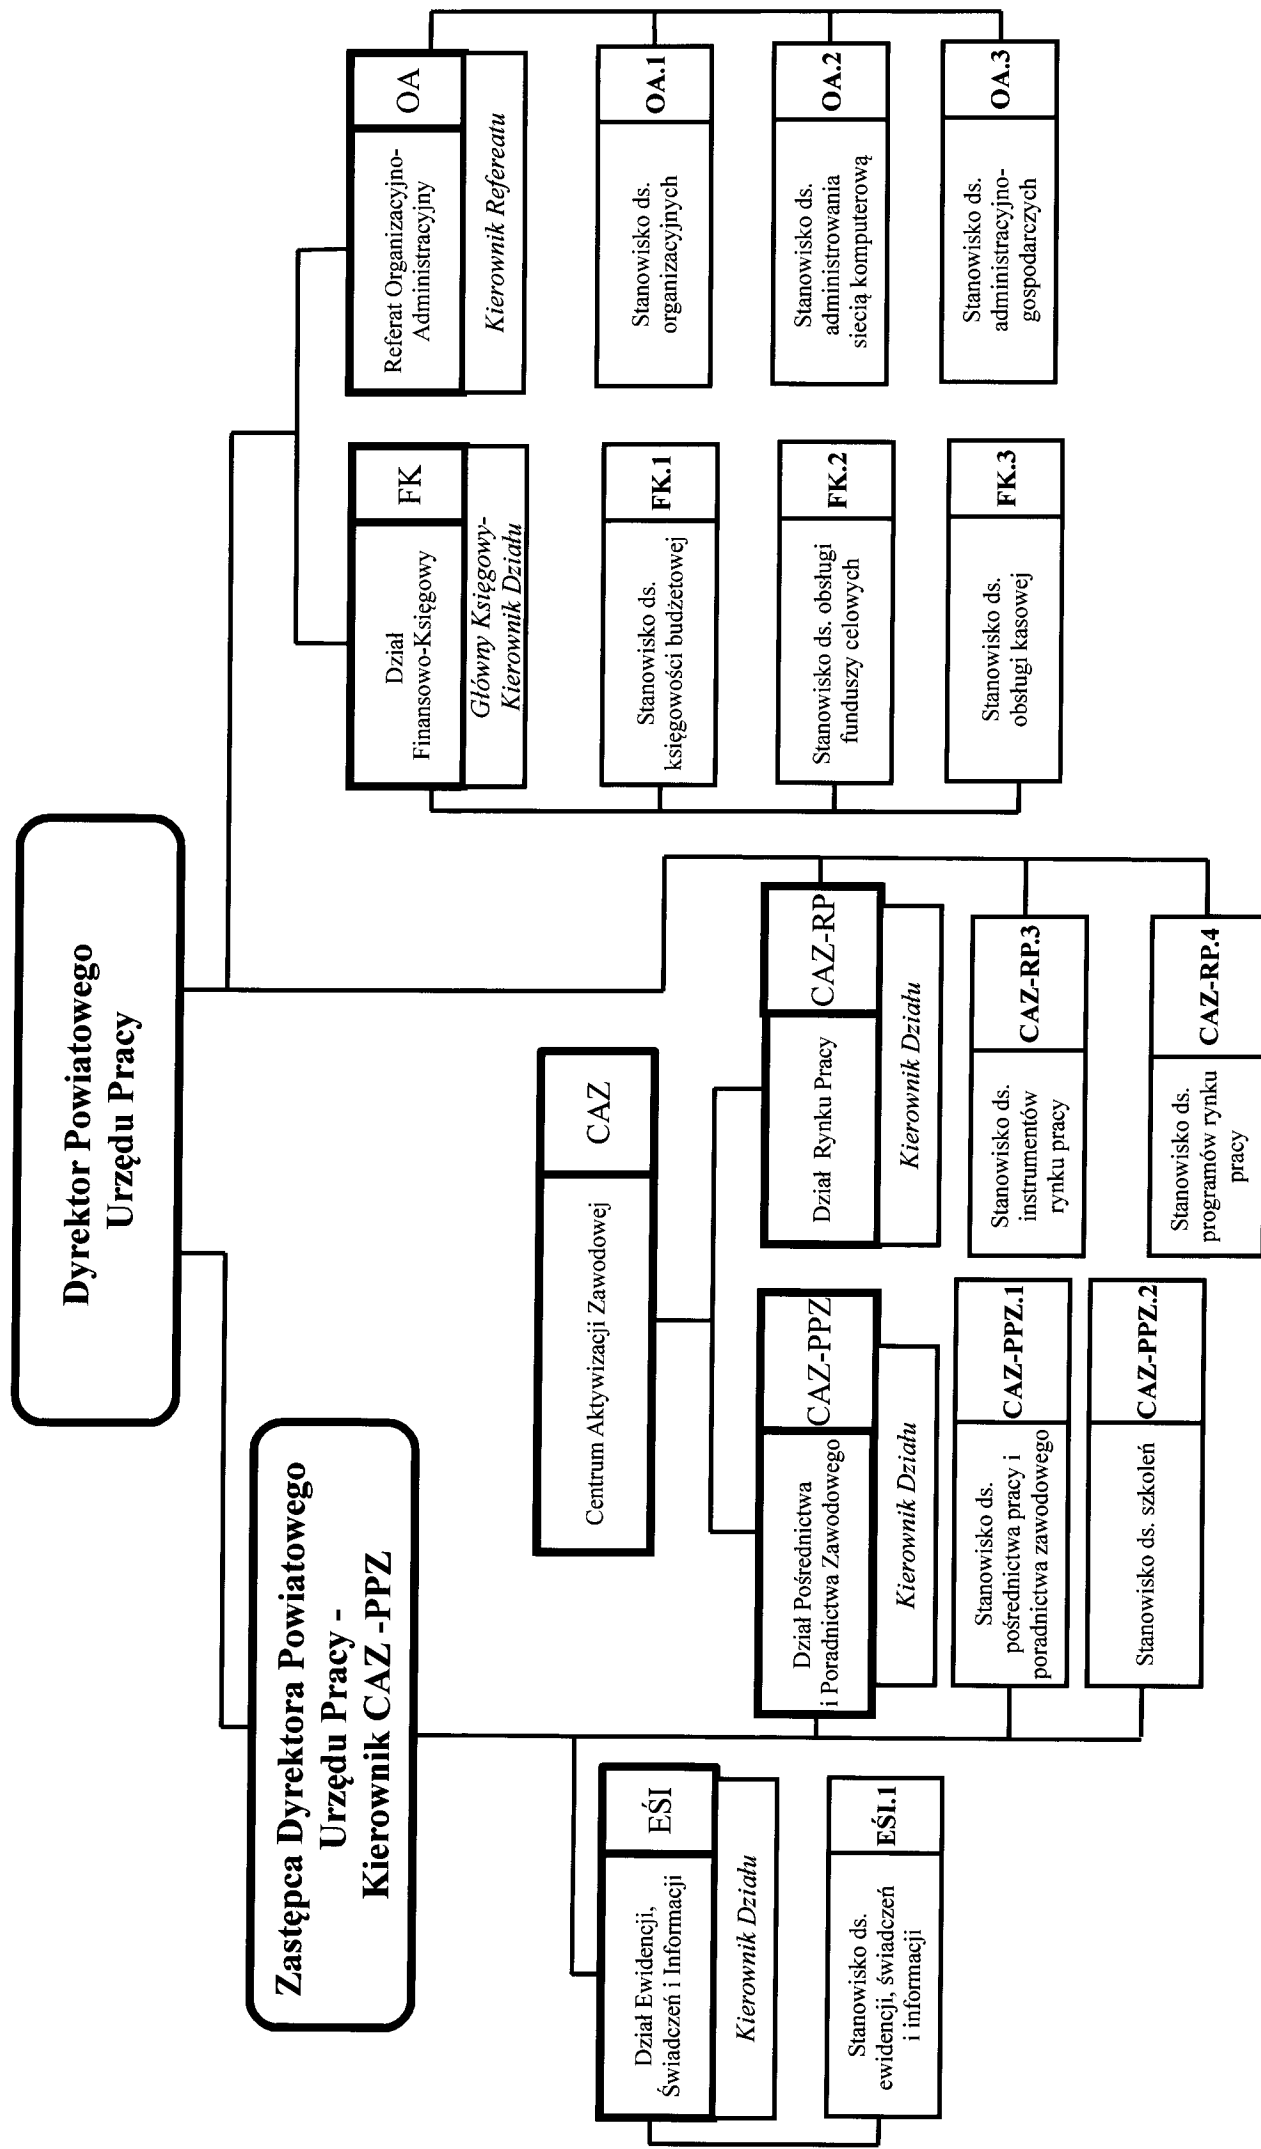 Dyrektor Powiatowego
Urzędu Pracy
Zastępca Dyrektora Powiatowego
Urzędu Pracy -
Kierownik CAZ -PPZ
Dział Ewidencji,
Świadczeń i Informacji
EŚI
Kierownik Działu
Stanowisko ds.
ewidencji, świadczeń
i informacji
EŚI.1
Centrum Aktywizacji Zawodowej
CAZ
Dział Pośrednictwa
i Poradnictwa Zawodowego
CAZ-PPZ
Kierownik Działu
Stanowisko ds.
pośrednictwa pracy i
poradnictwa zawodowego
CAZ-PPZ.1
Stanowisko ds. szkoleń
CAZ-PPZ.2
Dział Rynku Pracy
CAZ-RP
Kierownik Działu
Stanowisko ds.
instrumentów
rynku pracy
CAZ-RP.3
Stanowisko ds.
programów rynku
pracy
CAZ-RP.4
Dział
Finansowo-Księgowy
FK
Główny Księgowy-
Kierownik Działu
Stanowisko ds.
księgowości budżetowej
FK.1
Stanowisko ds. obsługi
funduszy celowych
FK.2
Stanowisko ds.
obsługi kasowej
FK.3
Referat Organizacyjno-
Administracyjny
OA
Kierownik Refereatu
Stanowisko ds.
organizacyjnych
OA.1
Stanowisko ds.
administrowania
siecią komputerową
OA.2
Stanowisko ds.
administracyjno-
gospodarczych
OA.3